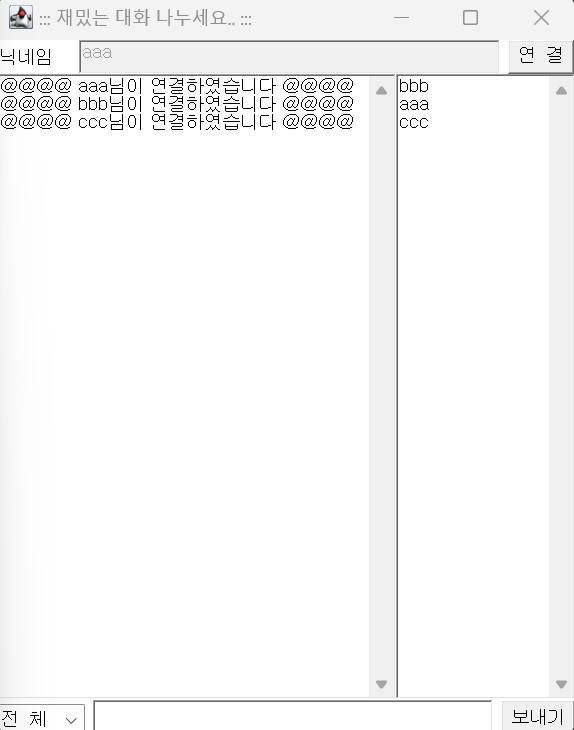 ::: 재밌는 대화 나누세요.. :::
닉네임 aaa 연 결
@@@@ aaa님이 연결하였습니다 @@@@
@@@@ bbb님이 연결하였습니다 @@@@
@@@@ ccc님이 연결하였습니다 @@@@
bbb
aaa
ccc
전 체 보내기